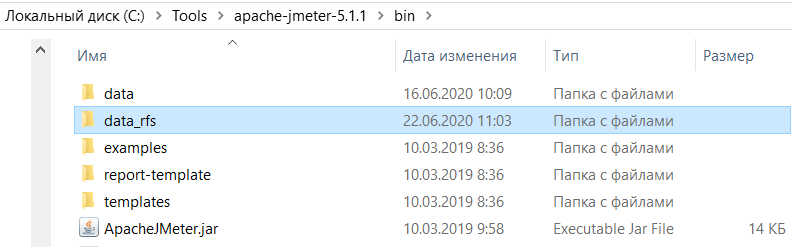 Локальный диск (C:) › Tools › apache-jmeter-5.1.1 › bin ›
Имя Дата изменения Тип Размер
data 16.06.2020 10:09 Папка с файлами
data_rfs 22.06.2020 11:03 Папка с файлами
examples 10.03.2019 8:36 Папка с файлами
report-template 10.03.2019 8:36 Папка с файлами
templates 10.03.2019 8:36 Папка с файлами
ApacheJMeter.jar 10.03.2019 9:58 Executable Jar File 14 КБ